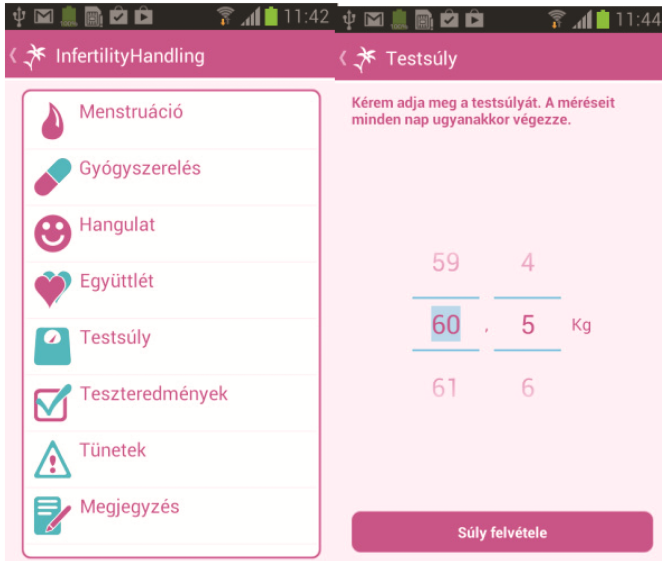 11:42
InfertilityHandling
Menstruáció
Gyógyszerelés
Hangulat
Együttlét
Testsúly
Teszteredmények
Tünetek
Megjegyzés
11:44
Testsúly
Kérem adja meg a testsúlyát. A méréseit
minden nap ugyanakkor végezze.
59 4
60 , 5 Kg
61 6
Súly felvétele